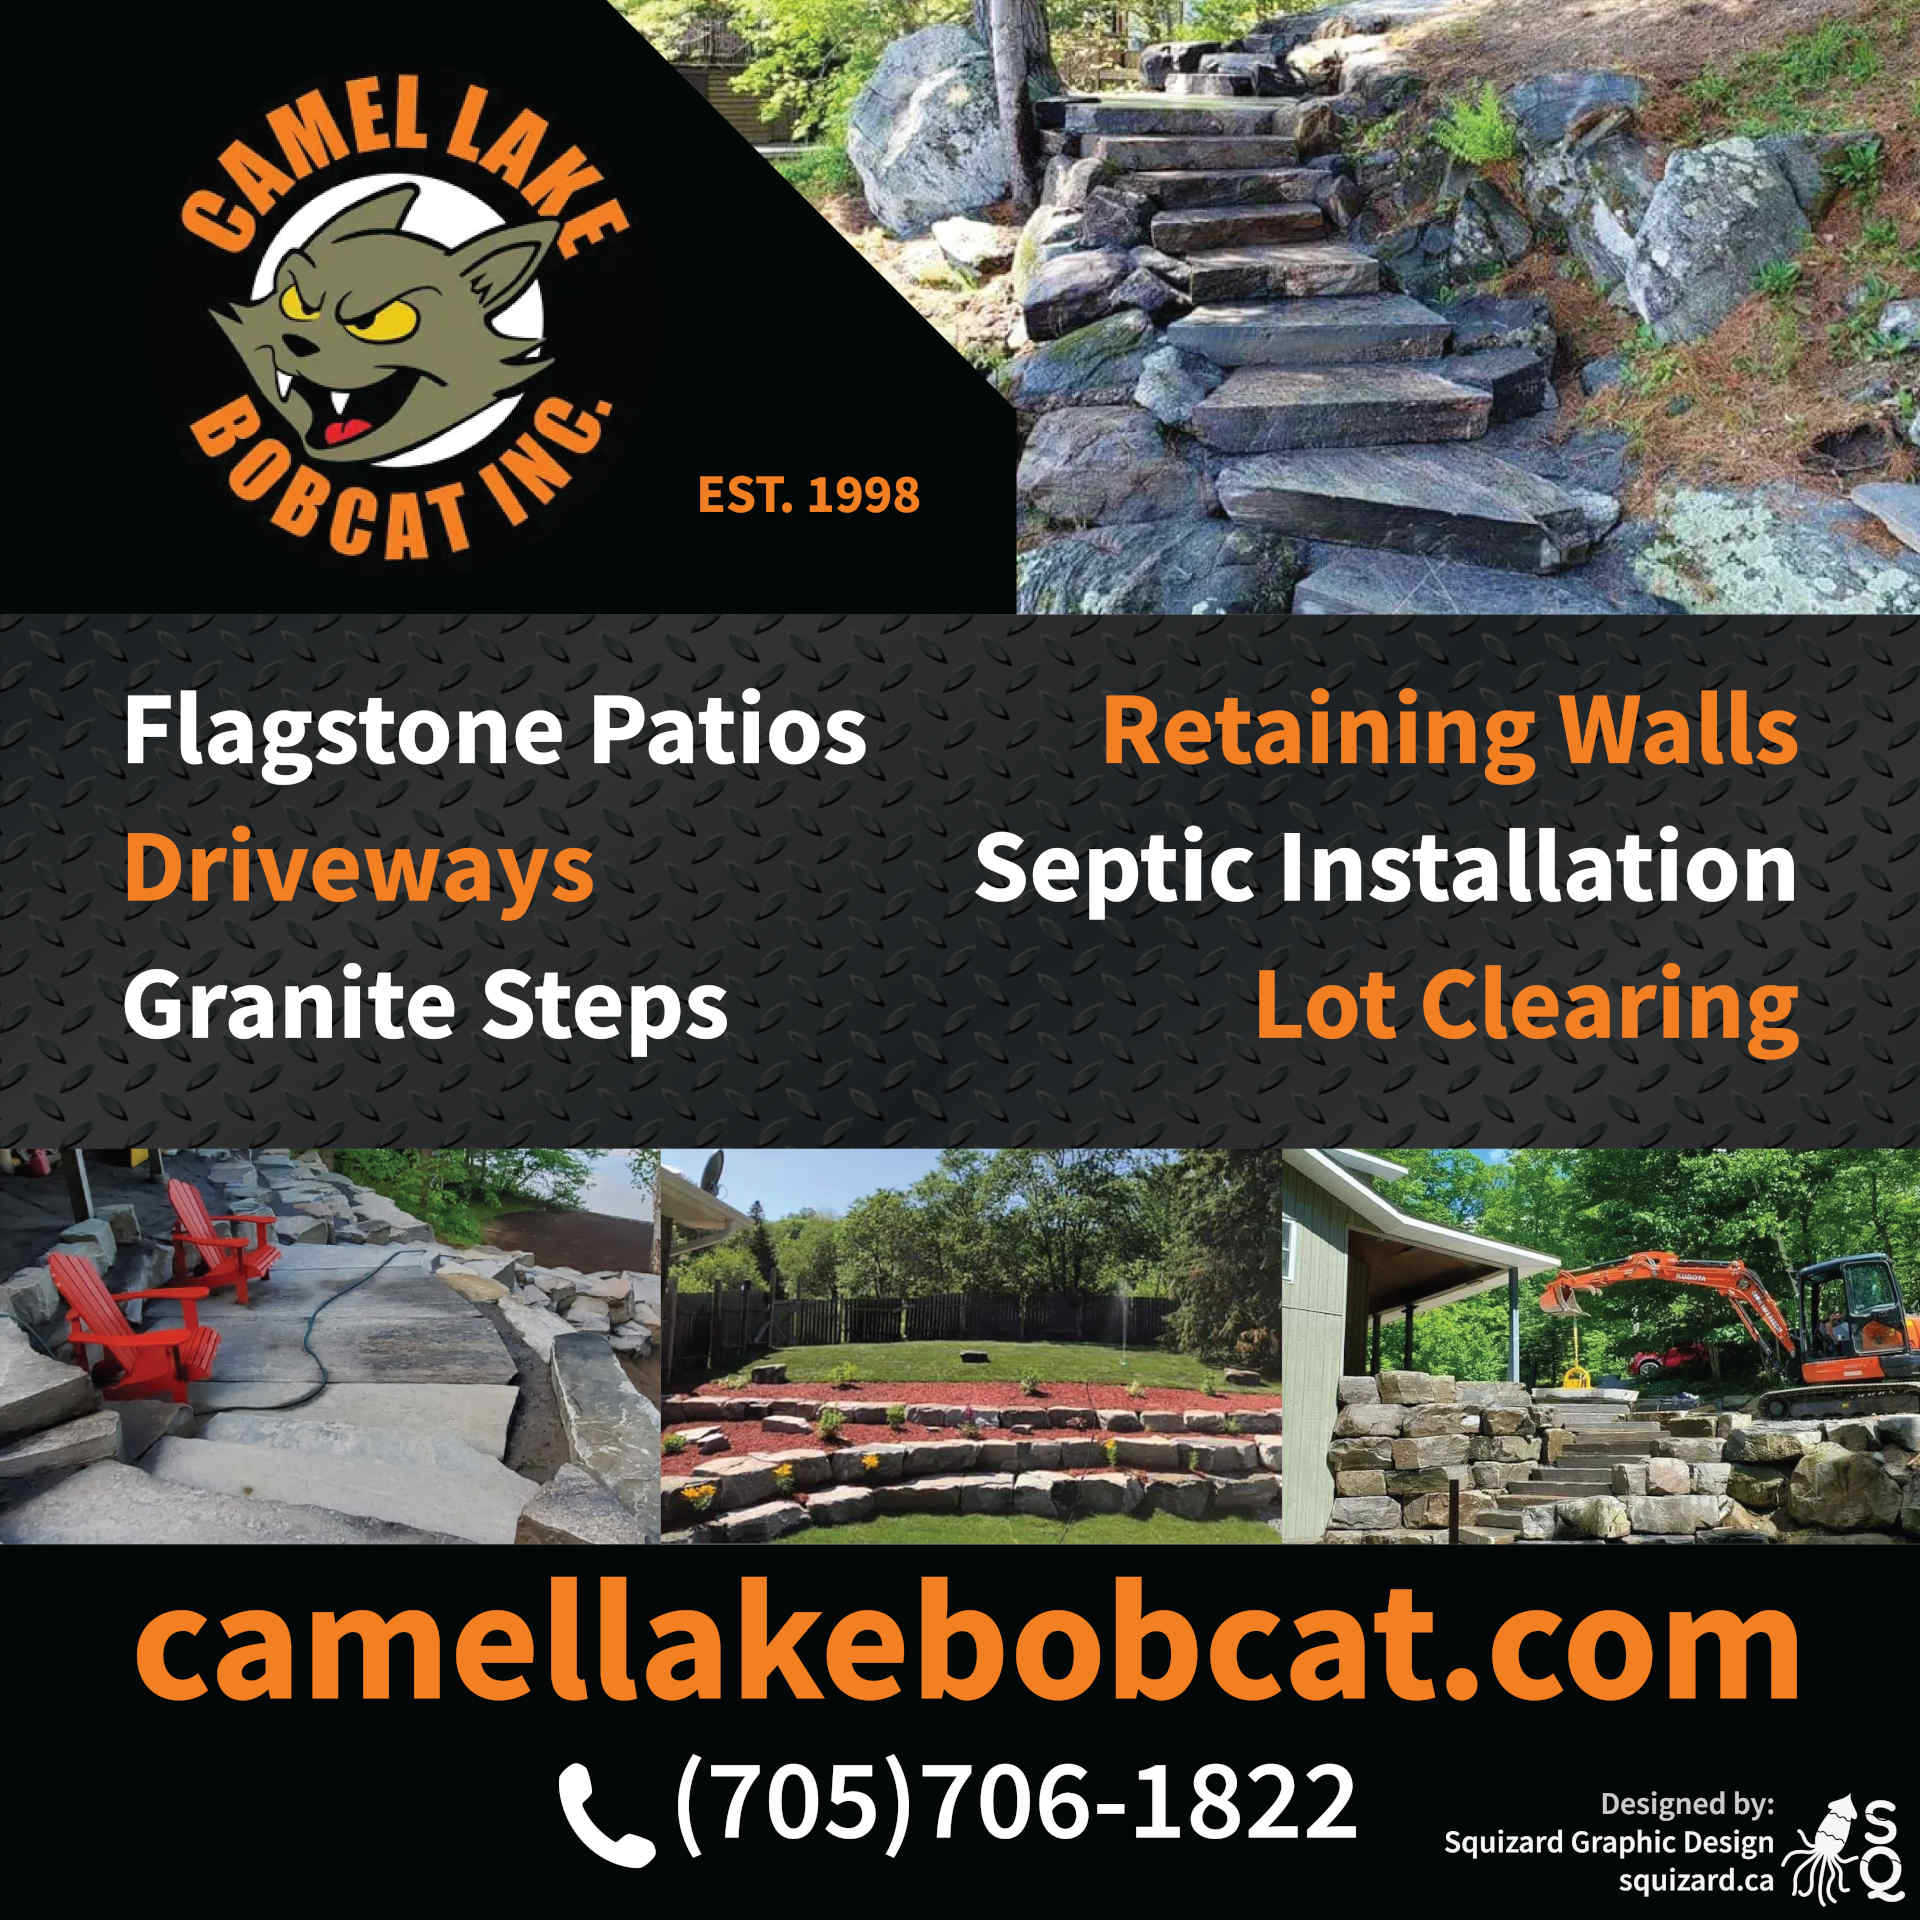 CAMEL LAKE
BOBCAT INC.
EST. 1998
Flagstone Patios
Retaining Walls
Driveways
Septic Installation
Granite Steps
Lot Clearing
KUBOTA
camellakebobcat.com
(705)706-1822
Designed by:
Squizard Graphic Design
squizard.ca
SQ